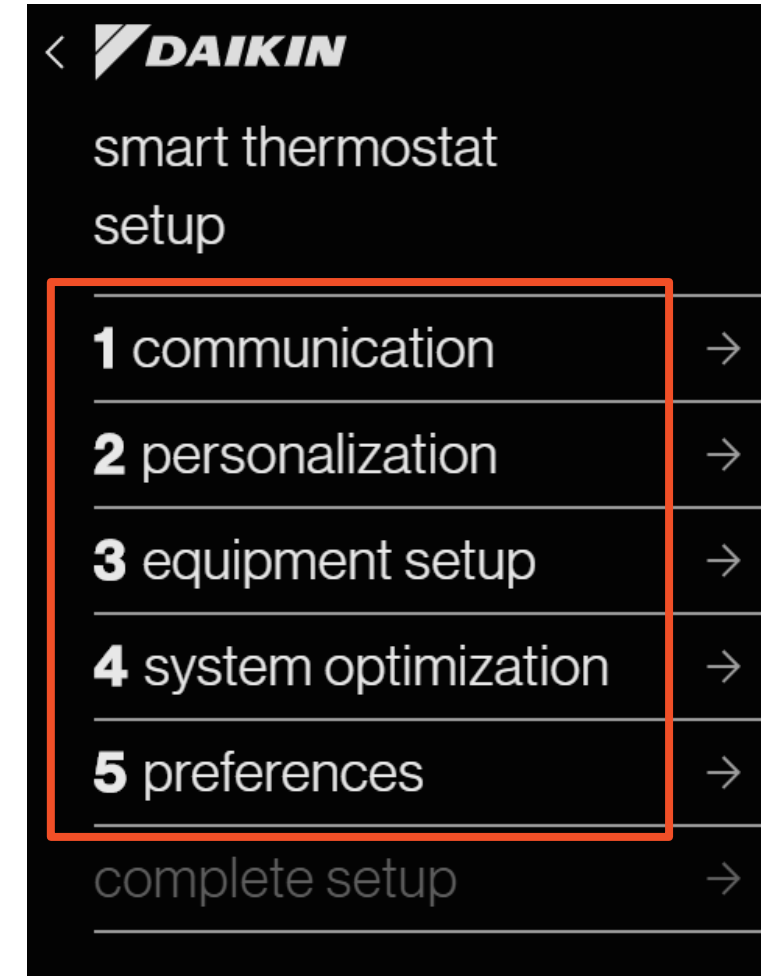 DAIKIN
smart thermostat
setup
1 communication
2 personalization
3 equipment setup
4 system optimization
5 preferences
complete setup